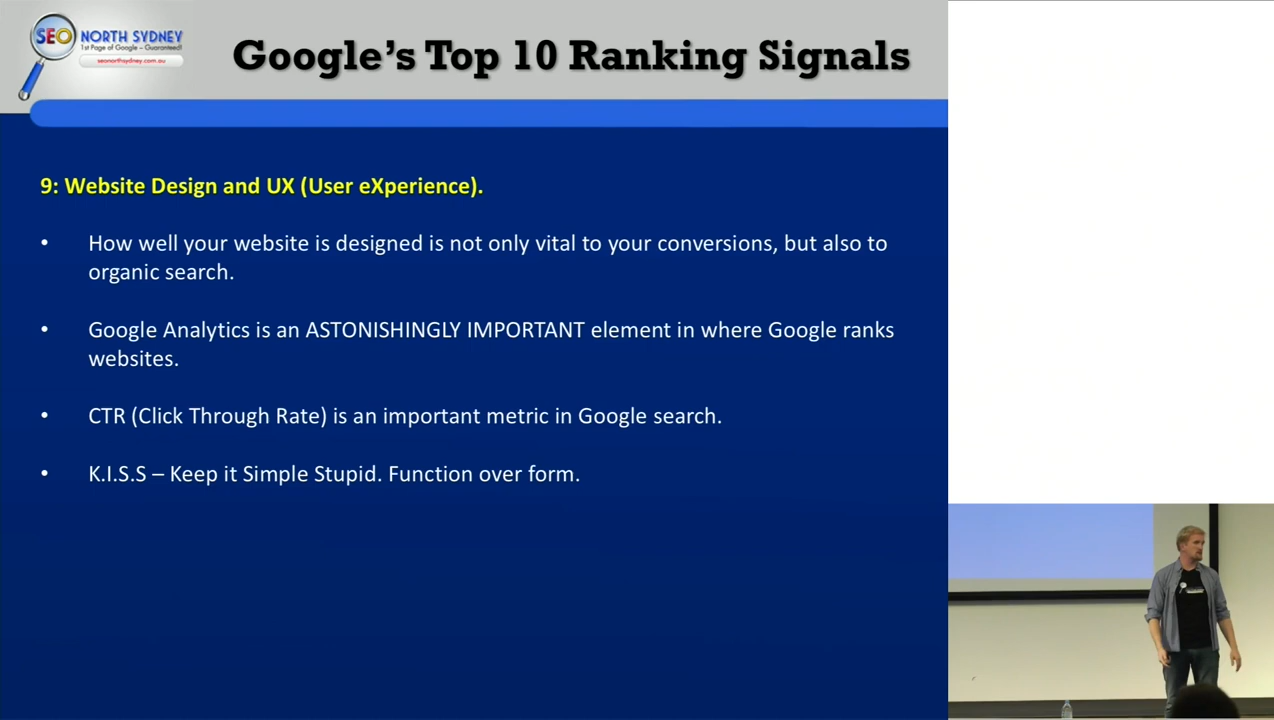 SEO NORTH SYDNEY
1st Page of Google – Guaranteed!
seonorthsydney.com.au
Google's Top 10 Ranking Signals
9: Website Design and UX (User eXperience).
• How well your website is designed is not only vital to your conversions, but also to
organic search.
• Google Analytics is an ASTONISHINGLY IMPORTANT element in where Google ranks
websites.
• CTR (Click Through Rate) is an important metric in Google search.
• K.I.S.S – Keep it Simple Stupid. Function over form.